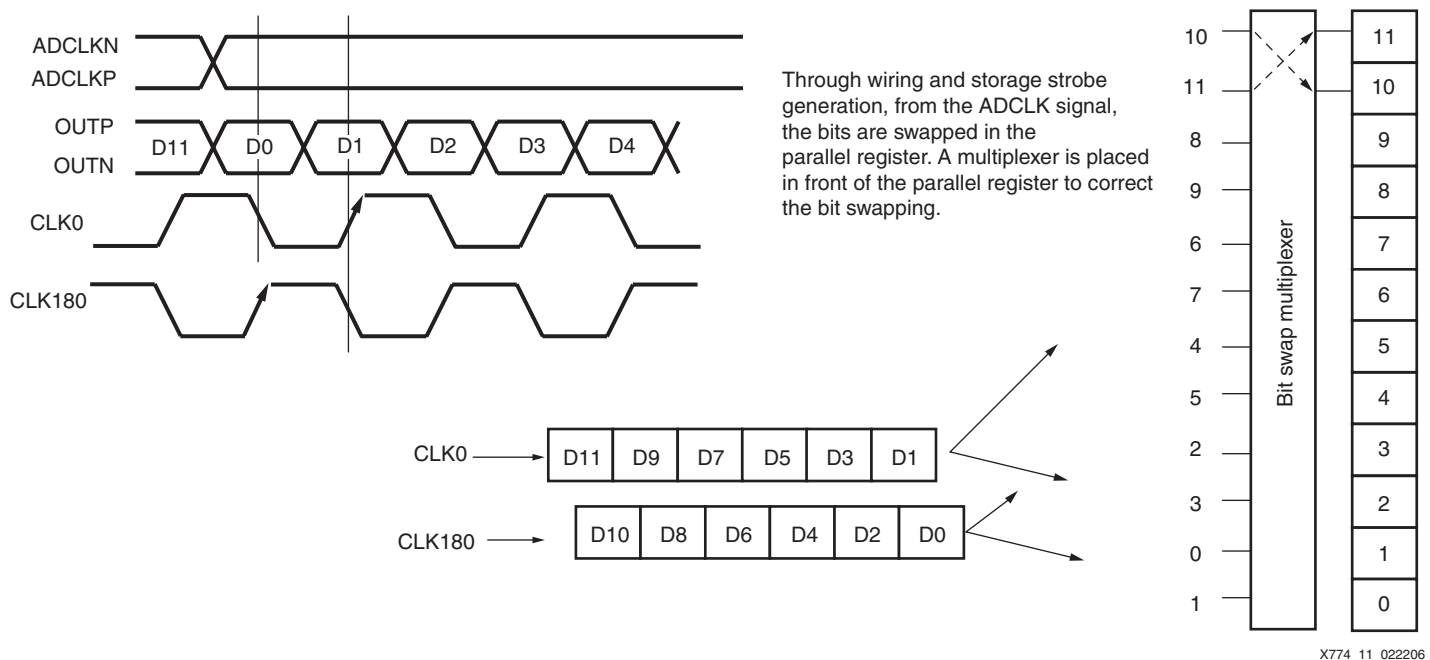 ADCLKN
ADCLKP
OUTP
OUTN
D11 D0 D1 D2 D3 D4
CLK0
CLK180
Through wiring and storage strobe
generation, from the ADCLK signal,
the bits are swapped in the
parallel register. A multiplexer is placed
in front of the parallel register to correct
the bit swapping.
CLK0 D11 D9 D7 D5 D3 D1
CLK180 D10 D8 D6 D4 D2 D0
10
11
8
9
6
7
4
5
2
3
0
1
Bit swap multiplexer
11
10
9
8
7
6
5
4
3
2
1
0
X774_11_022206